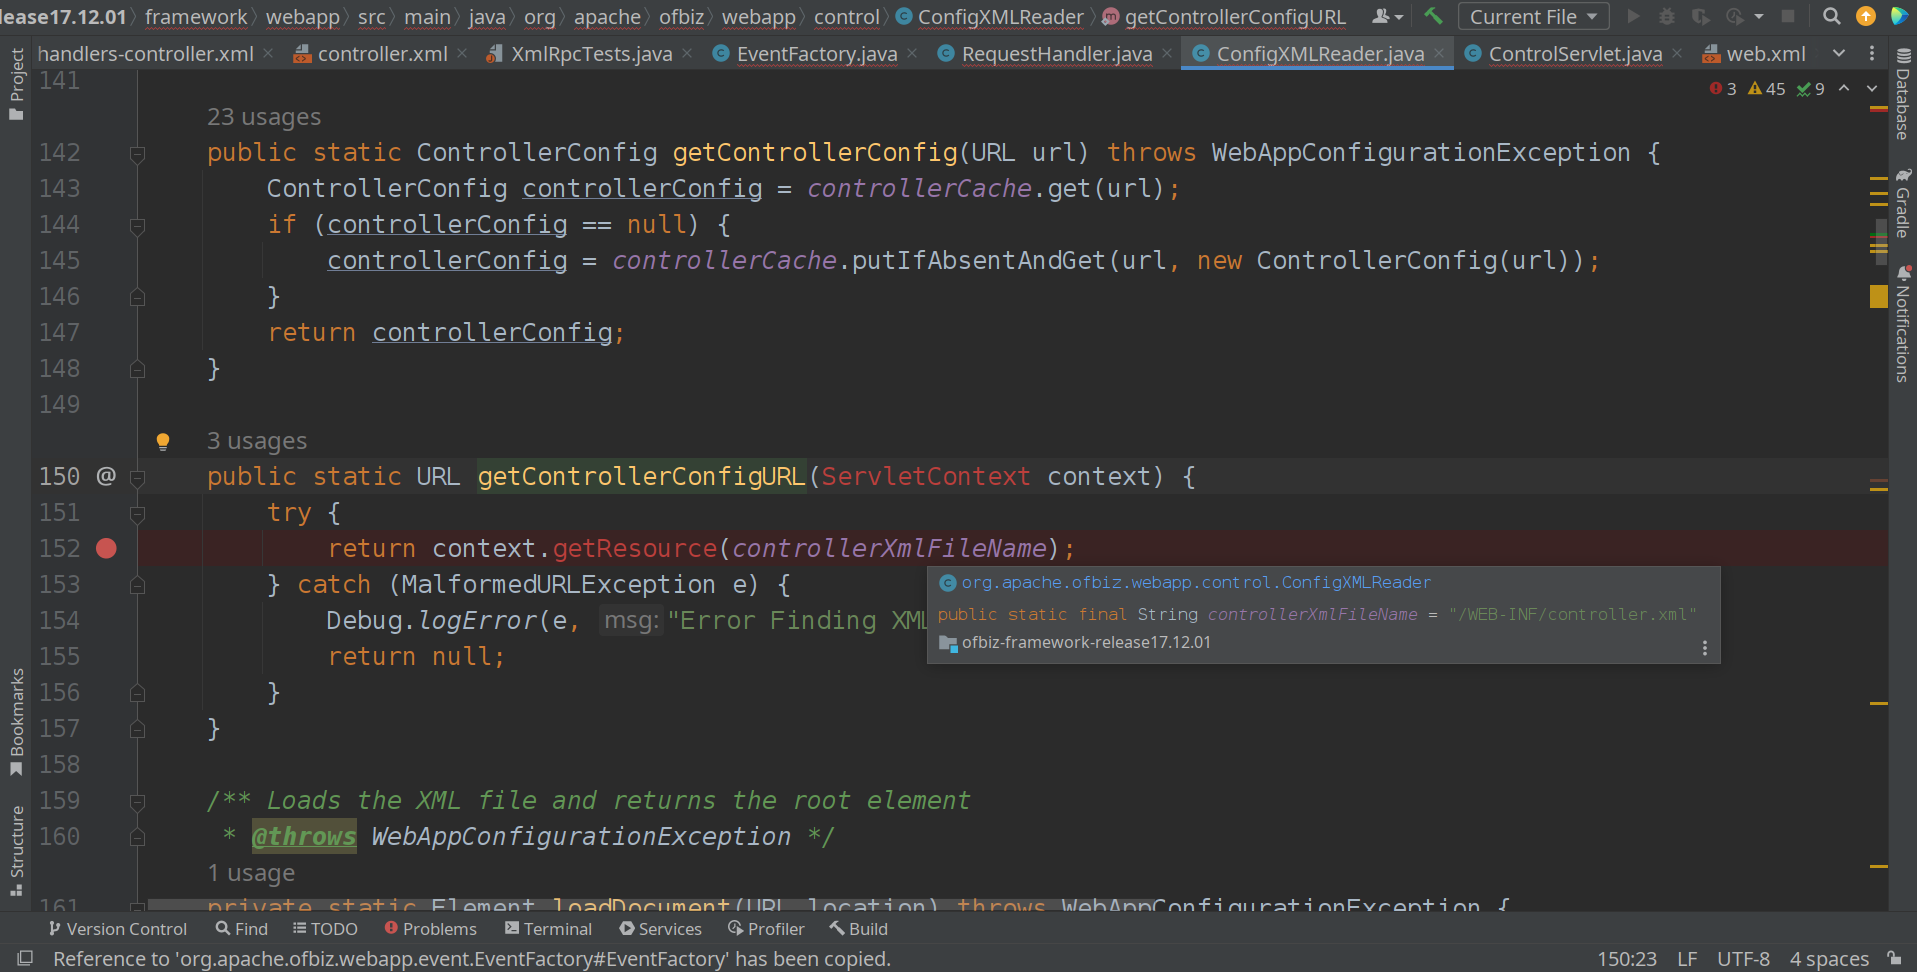 lease17.12.01 framework webapp src main java org apache ofbiz webapp control ConfigXMLReader getControllerConfigURL Current File
handlers-controller.xml controller.xml XmlRpcTests.java EventFactory.java RequestHandler.java ConfigXMLReader.java ControlServlet.java web.xml
Project
Bookmarks
Structure
3 45 9
141
23 usages
142 public static ControllerConfig getControllerConfig(URL url) throws WebAppConfigurationException {
143 ControllerConfig controllerConfig = controllerCache.get(url);
144 if (controllerConfig == null) {
145 controllerConfig = controllerCache.putIfAbsentAndGet(url, new ControllerConfig(url));
146 }
147 return controllerConfig;
148 }
149
3 usages
150 @ public static URL getControllerConfigURL(ServletContext context) {
151 try {
152 return context.getResource(controllerXmlFileName);
153 } catch (MalformedURLException e) {
154 Debug.logError(e, msg: "Error Finding XML
155 return null;
156 }
157 }
158
159 /** Loads the XML file and returns the root element
160 * @throws WebAppConfigurationException */
1 usage
161 private static Element loadDocument(URL location) throws WebAppConfigurationException {
org.apache.ofbiz.webapp.control.ConfigXMLReader
public static final String controllerXmlFileName = "/WEB-INF/controller.xml"
ofbiz-framework-release17.12.01
Database
Gradle
Notifications
Version Control Find TODO Problems Terminal Services Profiler Build
Reference to 'org.apache.ofbiz.webapp.event.EventFactory#EventFactory' has been copied. 150:23 LF UTF-8 4 spaces